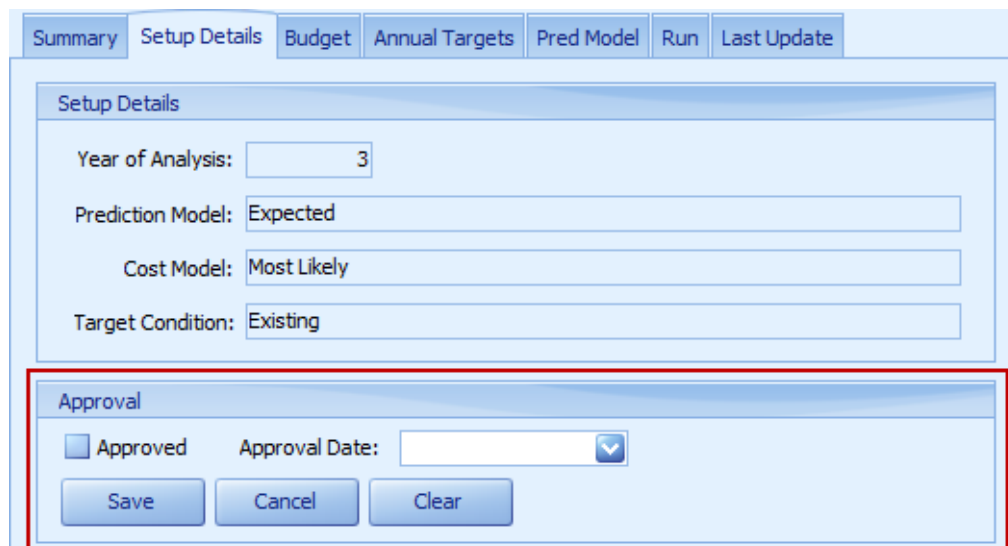 Summary Setup Details Budget Annual Targets Pred Model Run Last Update
Setup Details
Year of Analysis: 3
Prediction Model: Expected
Cost Model: Most Likely
Target Condition: Existing
Approval
Approved Approval Date:
Save Cancel Clear